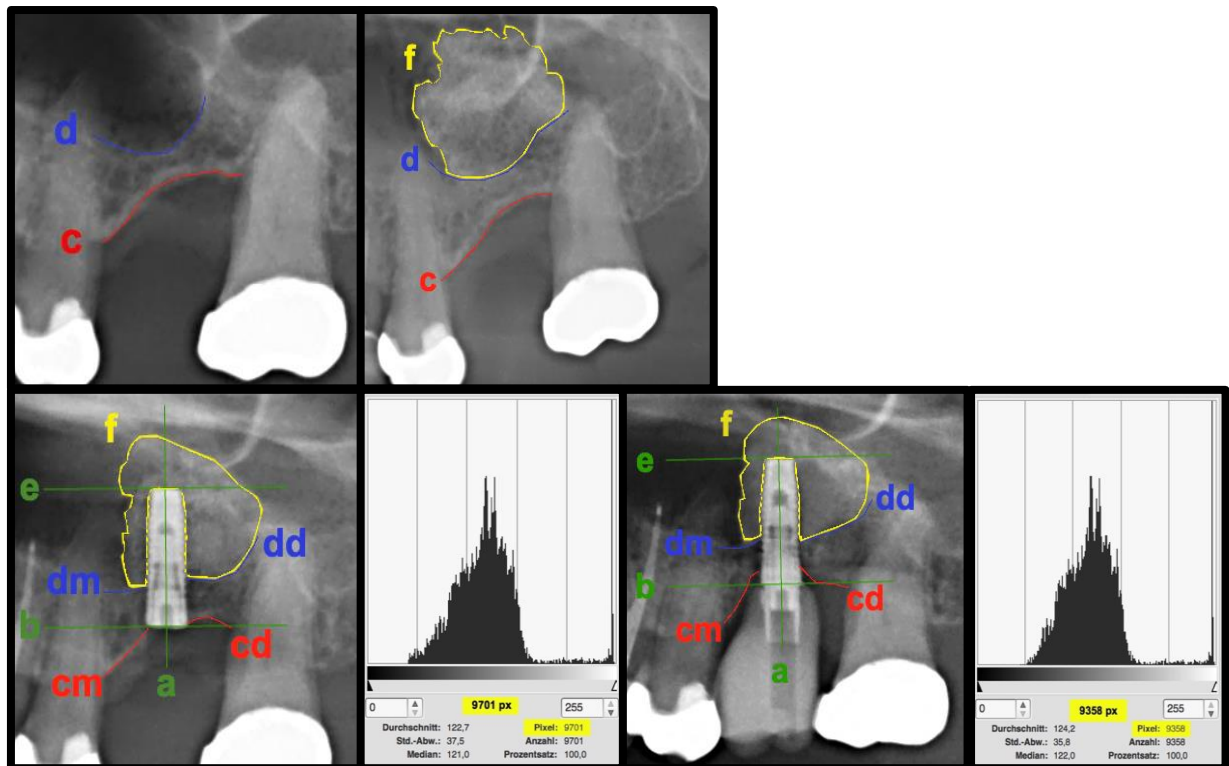 d
c
f
d
c
f
e
dd
dm
b
cd
cm
a
0
9701 px
255
Durchschnitt: 122,7
Pixel: 9701
Std.-Abw.: 37,5
Anzahl: 9701
Median: 121,0
Prozentsatz: 100,0
f
e
dd
dm
b
cd
cm
a
0
9358 px
255
Durchschnitt: 124,2
Pixel: 9358
Std.-Abw.: 35,8
Anzahl: 9358
Median: 122,0
Prozentsatz: 100,0